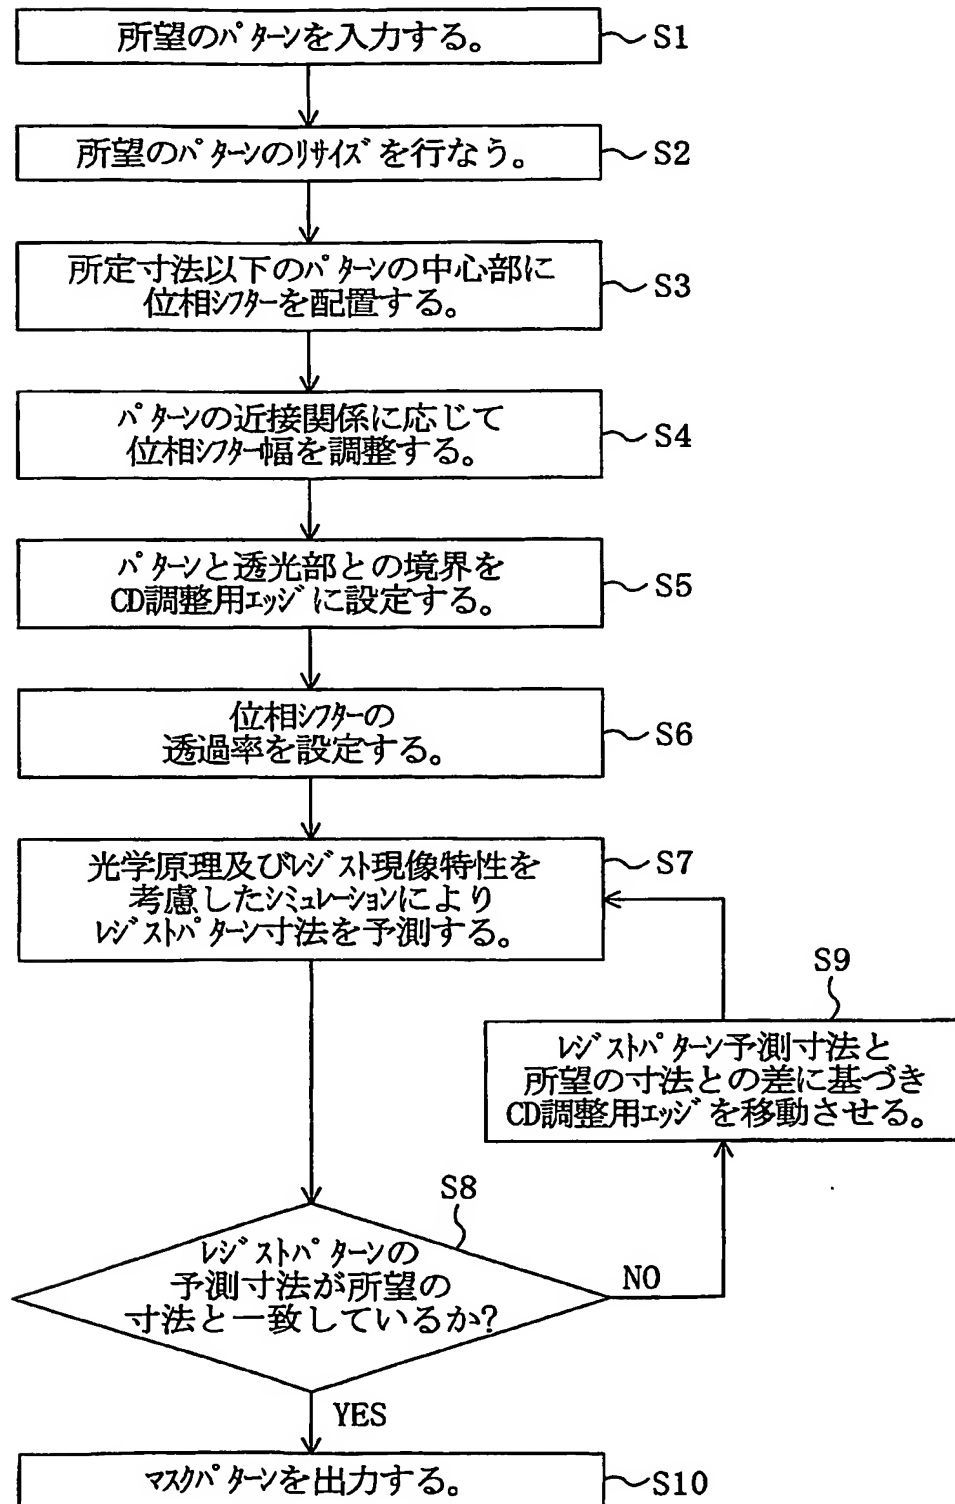 所望のパターンを入力する。
S1
所望のパターンのリサイズを行なう。
S2
所定寸法以下のパターンの中心部に
位相シフターを配置する。
S3
パターンの近接関係に応じて
位相シフター幅を調整する。
S4
パターンと透光部との境界を
CD調整用エッジに設定する。
S5
位相シフターの
透過率を設定する。
S6
光学原理及びレジスト現像特性を
考慮したシミュレーションにより
レジストパターン寸法を予測する。
S7
S9
レジストパターン予測寸法と
所望の寸法との差に基づき
CD調整用エッジを移動させる。
S8
レジストパターンの
予測寸法が所望の
寸法と一致しているか?
NO
YES
マスクパターンを出力する。
S10